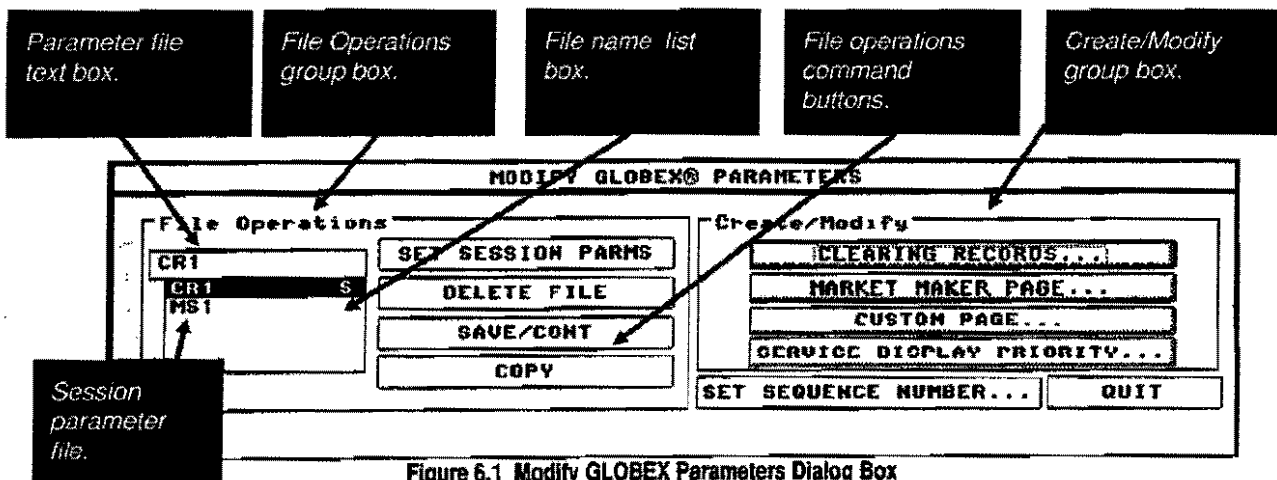 Parameter file
text box.
File Operations
group box.
File name list
box.
File operations
command
buttons.
Create/Modify
group box.
MODIFY GLOBEX® PARAMETERS
File Operations
CR1
CR1 S
MS1
SET SESSION PARMS
DELETE FILE
SAVE/CONT
COPY
Create/Modify
CLEARING RECORDS...
MARKET MAKER PAGE...
CUSTOM PAGE...
SERVICE DISPLAY PRIORITY...
SET SEQUENCE NUMBER...
QUIT
Session
parameter
file.
Figure 6.1 Modify GLOBEX Parameters Dialog Box